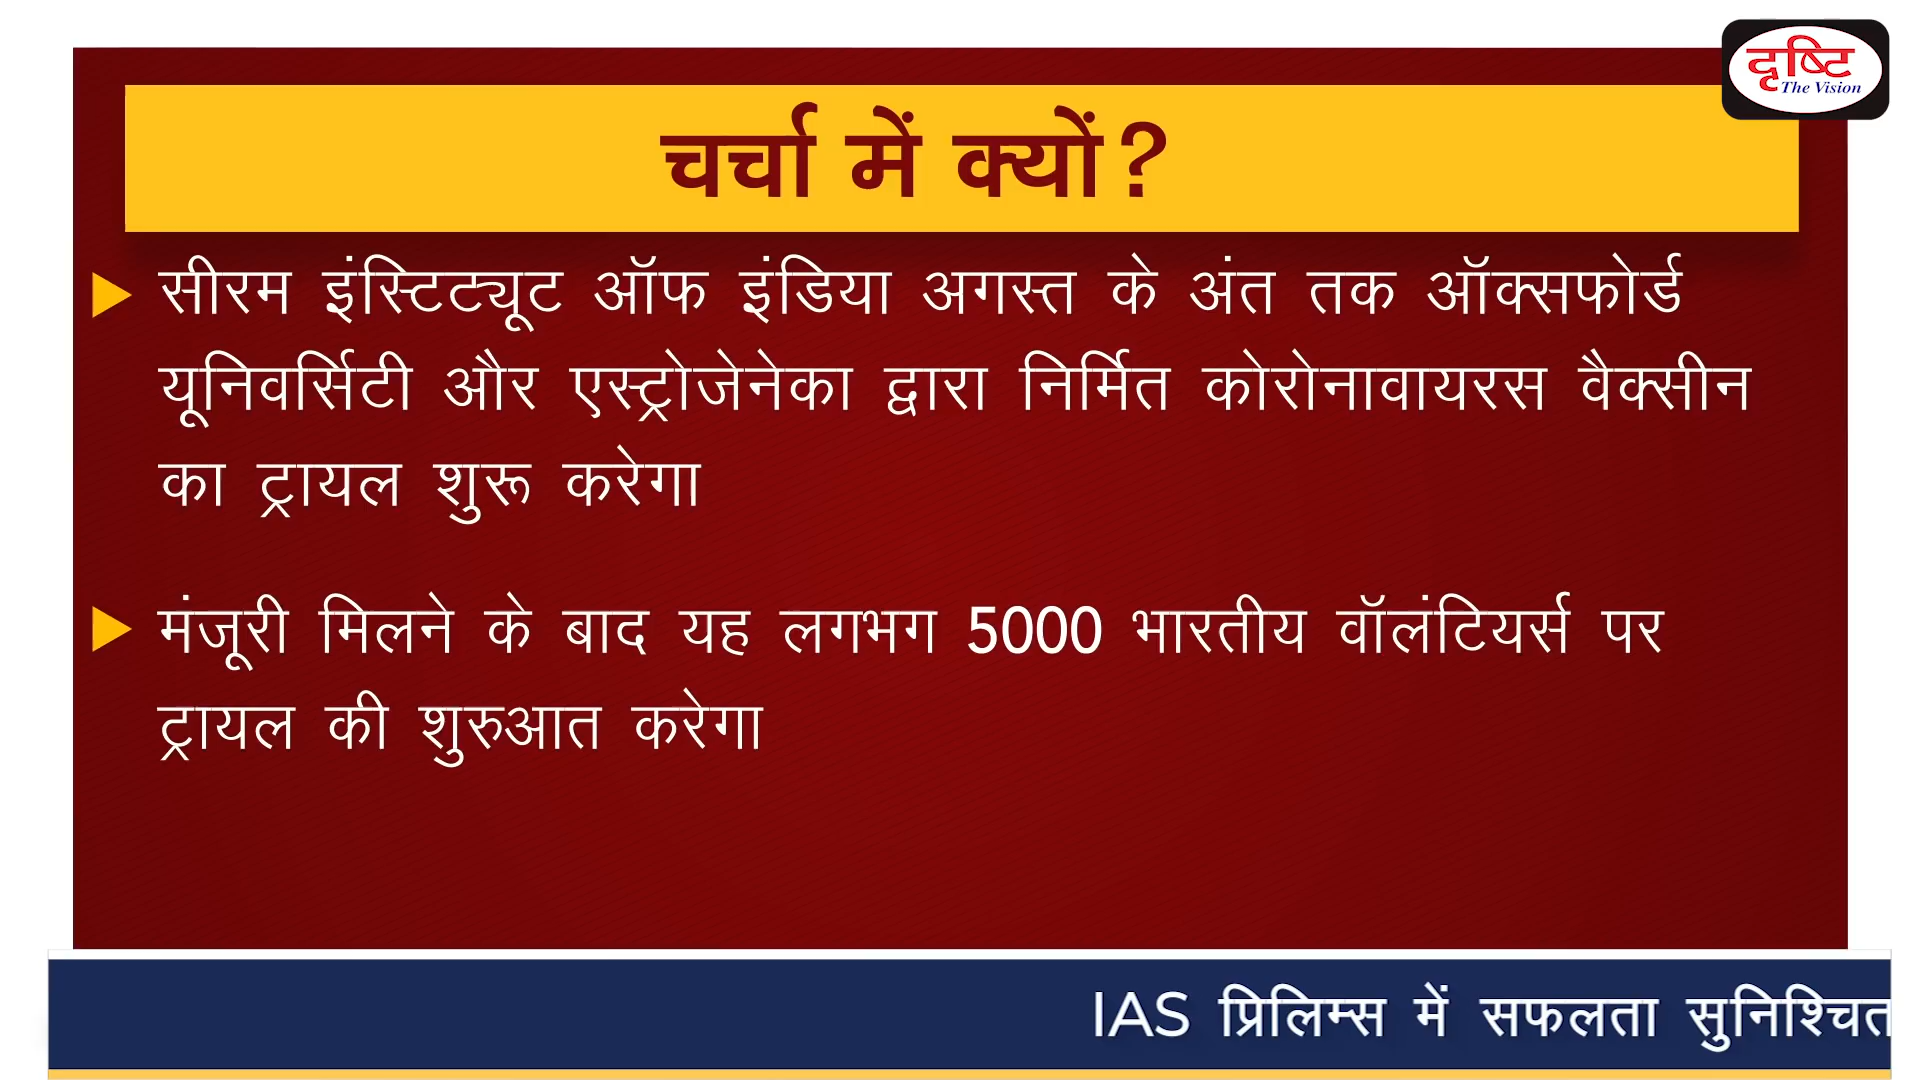 दृष्टि
The Vision
चर्चा में क्यों?
सीरम इंस्टिट्यूट ऑफ इंडिया अगस्त के अंत तक ऑक्सफोर्ड
यूनिवर्सिटी और एस्ट्रोजेनेका द्वारा निर्मित कोरोनावायरस वैक्सीन
का ट्रायल शुरू करेगा
मंजूरी मिलने के बाद यह लगभग 5000 भारतीय वॉलंटियर्स पर
ट्रायल की शुरुआत करेगा
IAS प्रिलिम्स में सफलता सुनिश्चित